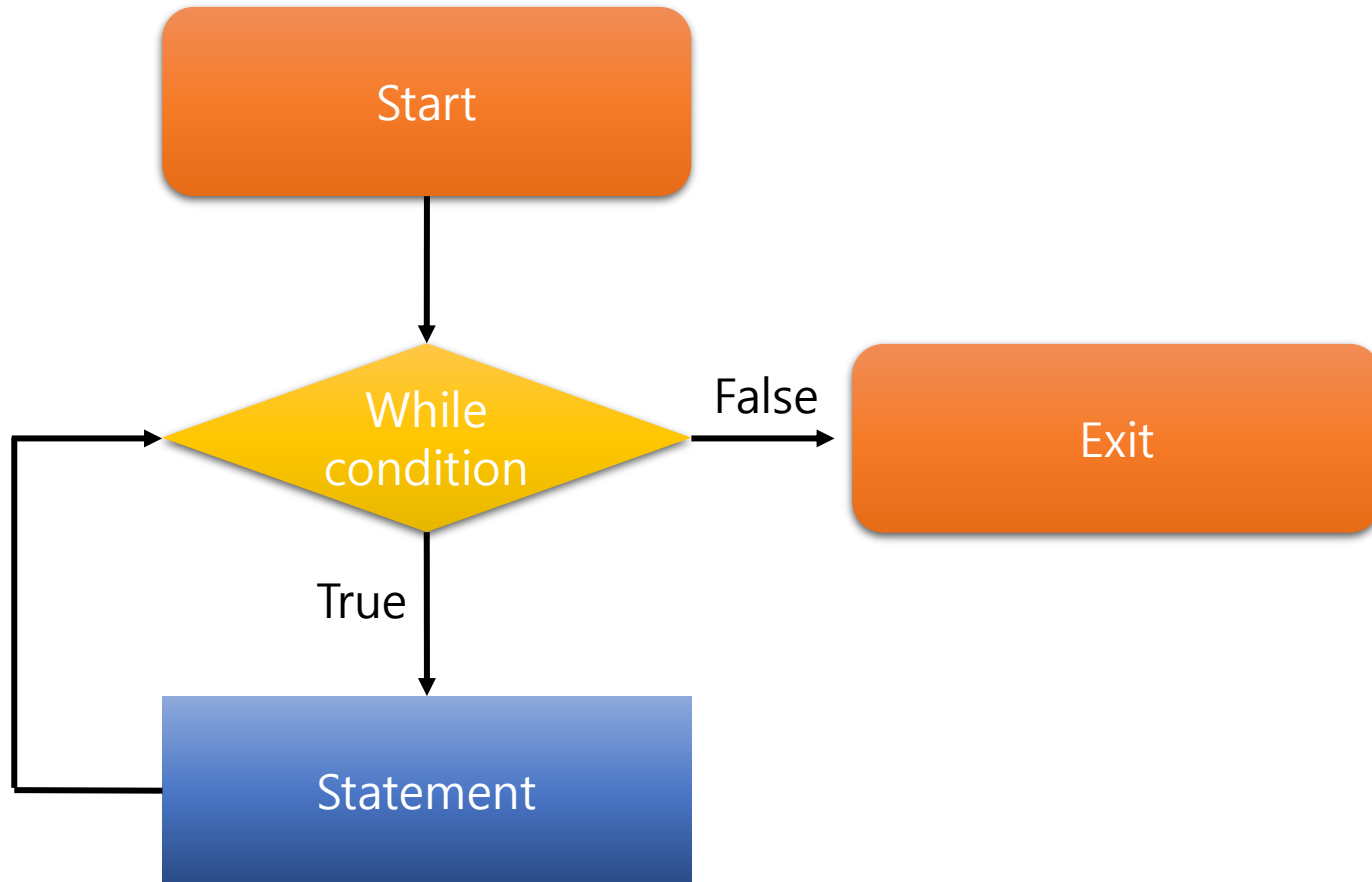 Start
While
condition
False
Exit
True
Statement